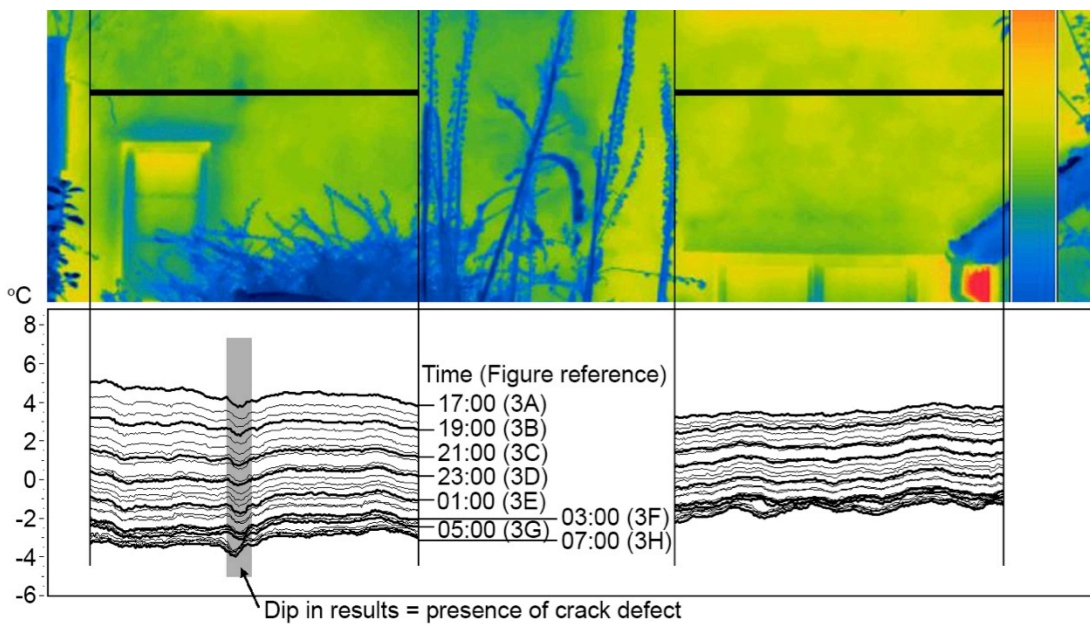 °C
8
6
4
2
0
-2
-4
-6
Time (Figure reference)
17:00 (3A)
19:00 (3B)
21:00 (3C)
23:00 (3D)
01:00 (3E)
03:00 (3F)
05:00 (3G)
07:00 (3H)
Dip in results = presence of crack defect